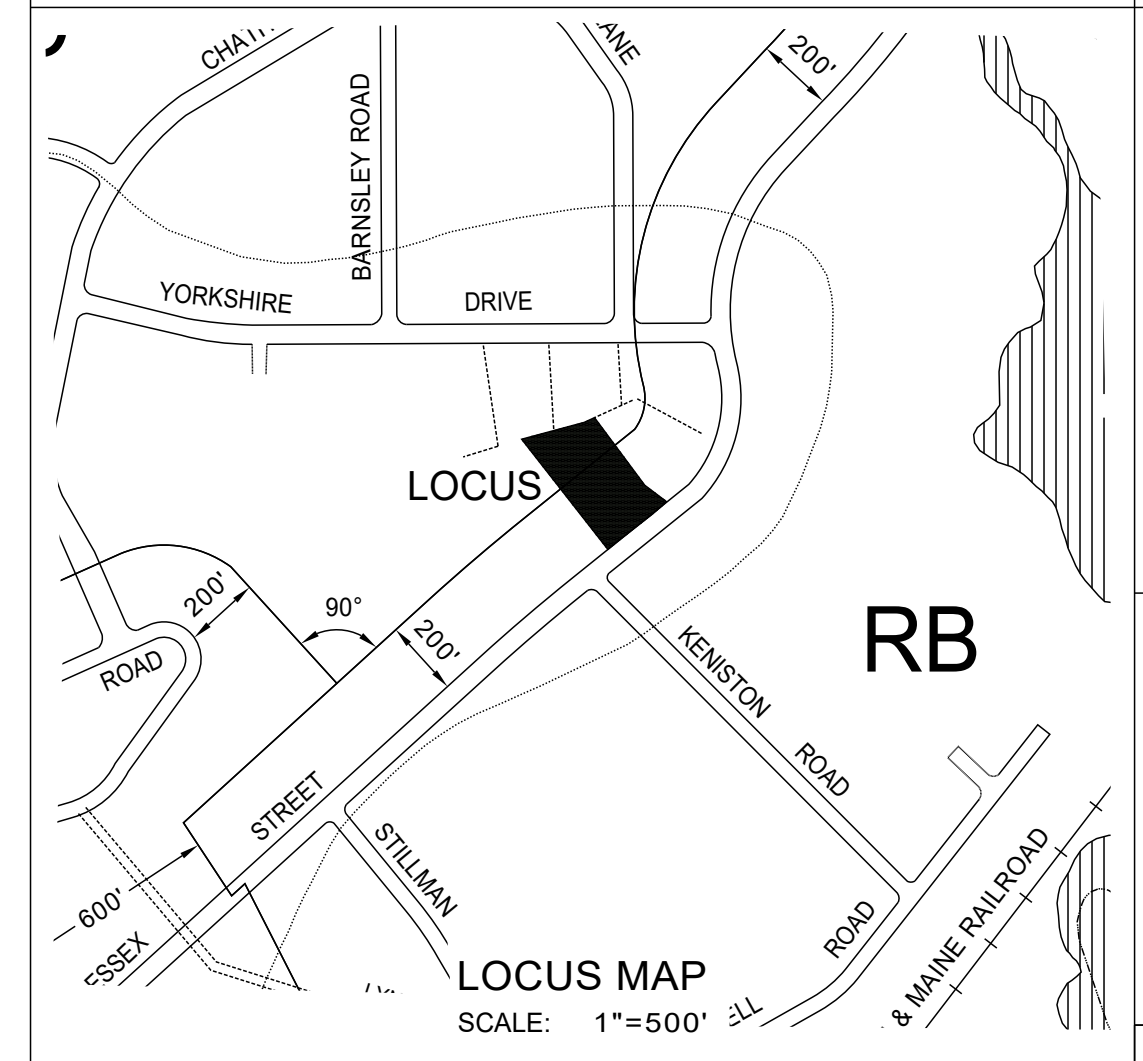 200'
BARNSLEY ROAD
YORKSHIRE
DRIVE
LOCUS
200'
90°
200'
RB
ROAD
KENISTON
ROAD
STREET
STILLMAN
600'
ESSEX
ROAD
& MAINE RAILROAD
LOCUS MAP
SCALE: 1"=500'